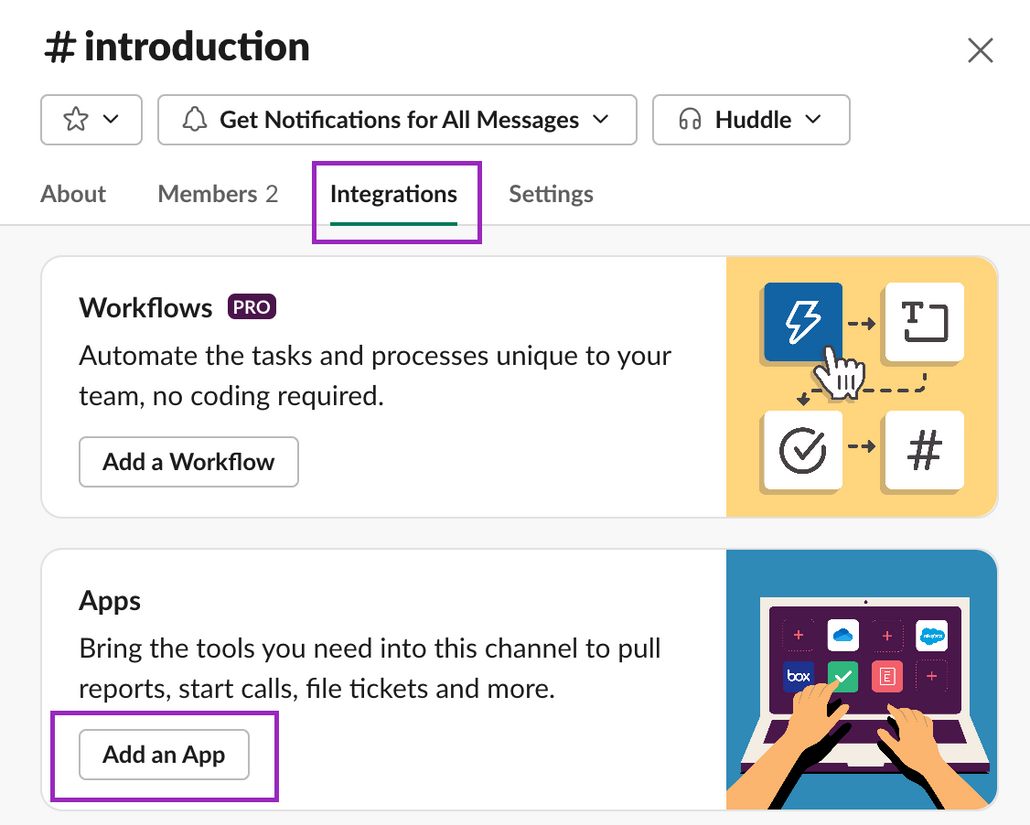 # introduction
Get Notifications for All Messages
Huddle
About
Members 2
Integrations
Settings
Workflows PRO
Automate the tasks and processes unique to your
team, no coding required.
Add a Workflow
T
#
Apps
Bring the tools you need into this channel to pull
reports, start calls, file tickets and more.
Add an App
salesforce
box
E